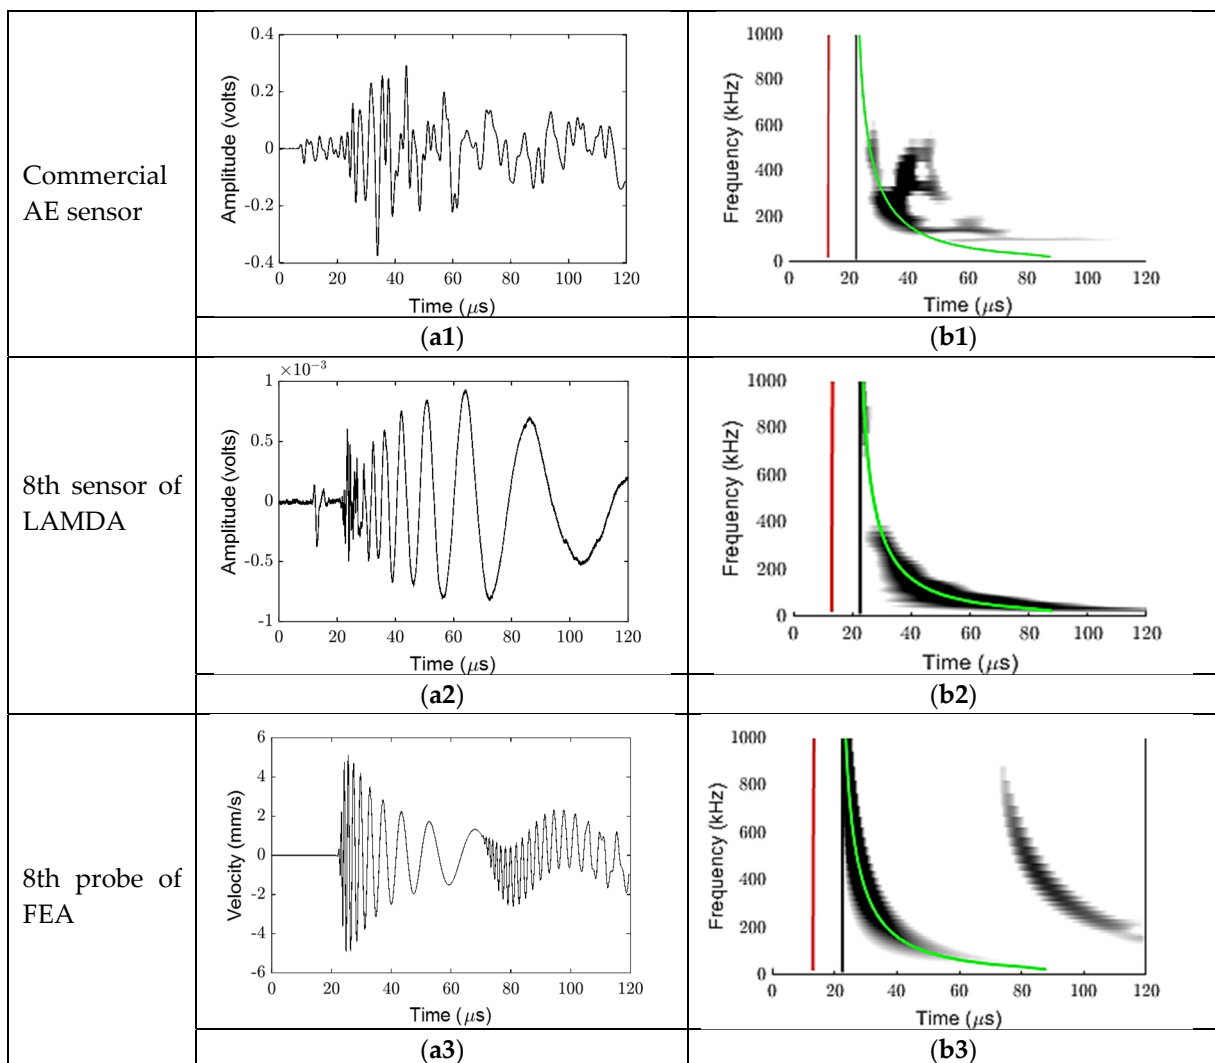 Commercial
AE sensor
0.4
0.2
0
-0.2
-0.4
Amplitude (volts)
0 20 40 60 80 100 120
Time (μs)
(a1)
1000
800
600
400
200
0
Frequency (kHz)
0 20 40 60 80 100 120
Time (μs)
(b1)
8th sensor of
LAMDA
×10−3
1
0.5
0
-0.5
-1
Amplitude (volts)
0 20 40 60 80 100 120
Time (μs)
(a2)
1000
800
600
400
200
0
Frequency (kHz)
0 20 40 60 80 100 120
Time (μs)
(b2)
8th probe of
FEA
6
4
2
0
-2
-4
-6
Velocity (mm/s)
0 20 40 60 80 100 120
Time (μs)
(a3)
1000
800
600
400
200
0
Frequency (kHz)
0 20 40 60 80 100 120
Time (μs)
(b3)